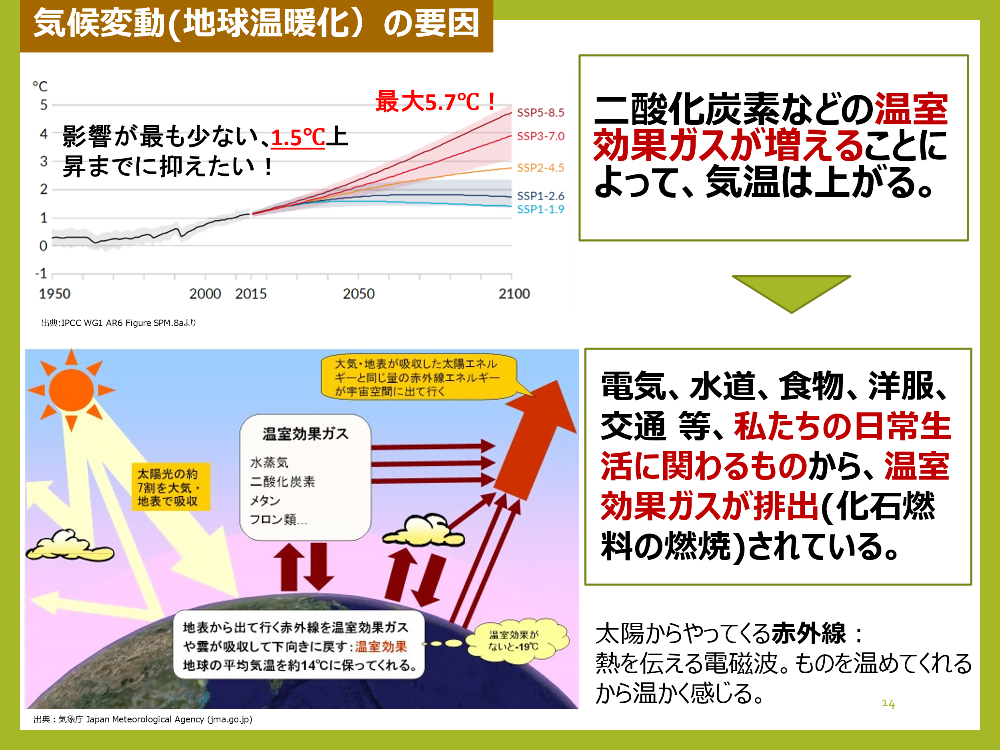 気候変動(地球温暖化）の要因
℃
最大5.7℃！
5
4
3
2
1
0
-1
影響が最も少ない、1.5℃上
昇までに抑えたい！
SSP5-8.5
SSP3-7.0
SSP2-4.5
SSP1-2.6
SSP1-1.9
1950
2000
2015
2050
2100
出典:IPCC WG1 AR6 Figure SPM.8aより
二酸化炭素などの温室
効果ガスが増えることに
よって、気温は上がる。
大気・地表が吸収した太陽エネル
ギーと同じ量の赤外線エネルギー
が宇宙空間に出て行く
温室効果ガス
水蒸気
二酸化炭素
メタン
フロン類…
太陽光の約
7割を大気・
地表で吸収
地表から出て行く赤外線を温室効果ガス
や雲が吸収して下向きに戻す：温室効果
地球の平均気温を約14℃に保ってくれる。
温室効果が
ないと-19℃
出典：気象庁 Japan Meteorological Agency (jma.go.jp)
電気、水道、食物、洋服、
交通 等、私たちの日常生
活に関わるものから、温室
効果ガスが排出(化石燃
料の燃焼)されている。
太陽からやってくる赤外線：
熱を伝える電磁波。ものを温めてくれる
から温かく感じる。
14